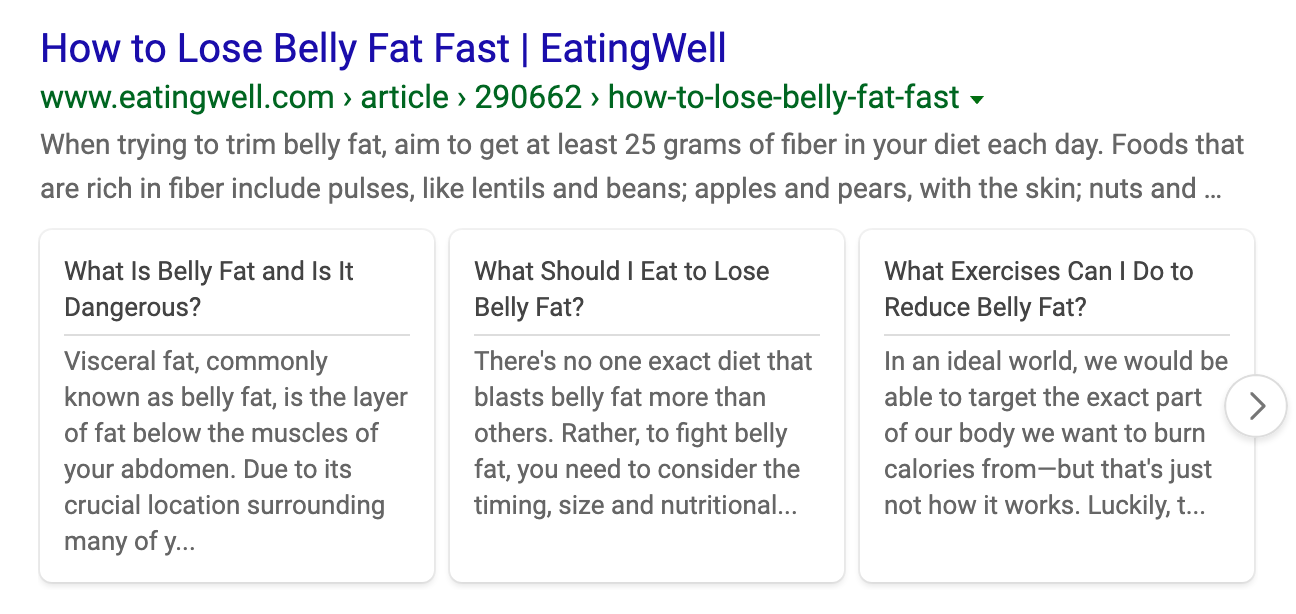 How to Lose Belly Fat Fast | EatingWell
www.eatingwell.com › article › 290662 › how-to-lose-belly-fat-fast
When trying to trim belly fat, aim to get at least 25 grams of fiber in your diet each day. Foods that
are rich in fiber include pulses, like lentils and beans; apples and pears, with the skin; nuts and ...
What Is Belly Fat and Is It
Dangerous?
Visceral fat, commonly
known as belly fat, is the layer
of fat below the muscles of
your abdomen. Due to its
crucial location surrounding
many of y...
What Should I Eat to Lose
Belly Fat?
There's no one exact diet that
blasts belly fat more than
others. Rather, to fight belly
fat, you need to consider the
timing, size and nutritional...
What Exercises Can I Do to
Reduce Belly Fat?
In an ideal world, we would be
able to target the exact part
of our body we want to burn
calories from—but that's just
not how it works. Luckily, t...